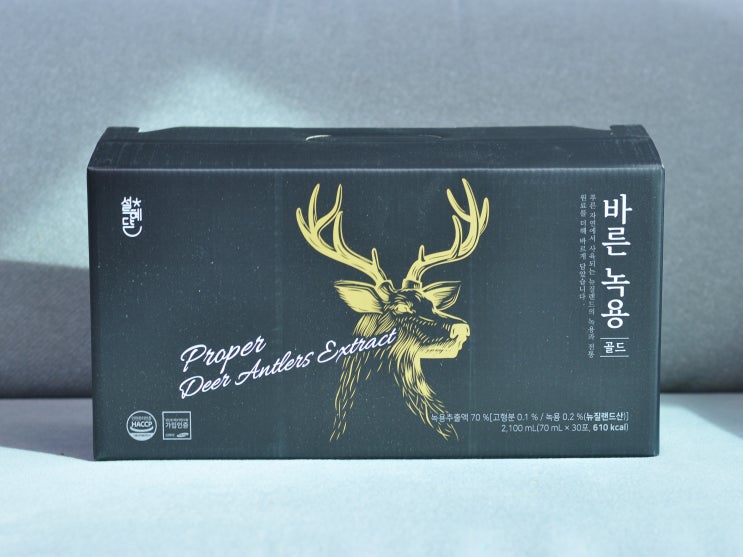 설헤든
바른 녹용
골드
푸른 자연에서 사육되는 뉴질랜드의 녹용과 전통
원료를 더해 바르게 담았습니다.
Proper
Deer Antlers Extract
HACCP
가입인증
녹용추출액 70 %[고형분 0.1 % / 녹용 0.2 %(뉴질랜드산)]
2,100 mL(70 mL × 30포, 610 kcal)